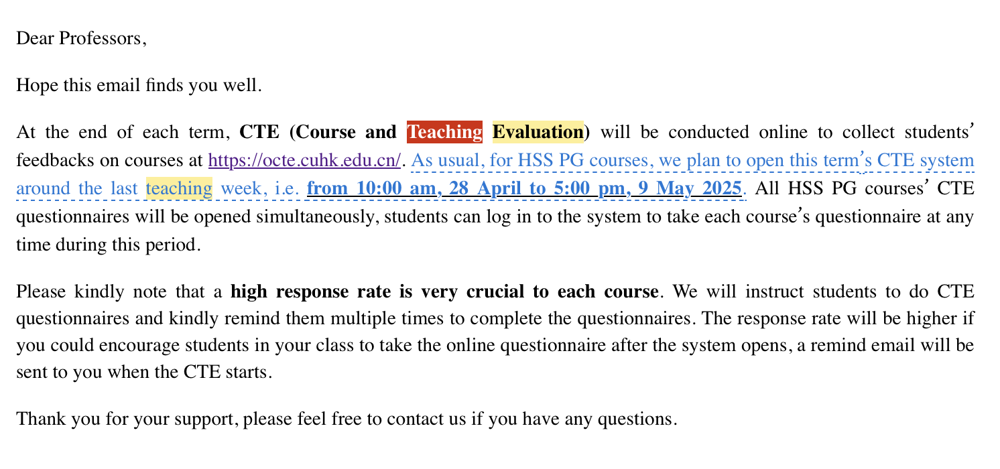 Dear Professors,
Hope this email finds you well.
At the end of each term, CTE (Course and Teaching Evaluation) will be conducted online to collect students’
feedbacks on courses at https://octe.cuhk.edu.cn/. As usual, for HSS PG courses, we plan to open this term’s CTE system
around the last teaching week, i.e. from 10:00 am, 28 April to 5:00 pm, 9 May 2025. All HSS PG courses’ CTE
questionnaires will be opened simultaneously, students can log in to the system to take each course’s questionnaire at any
time during this period.
Please kindly note that a high response rate is very crucial to each course. We will instruct students to do CTE
questionnaires and kindly remind them multiple times to complete the questionnaires. The response rate will be higher if
you could encourage students in your class to take the online questionnaire after the system opens, a remind email will be
sent to you when the CTE starts.
Thank you for your support, please feel free to contact us if you have any questions.